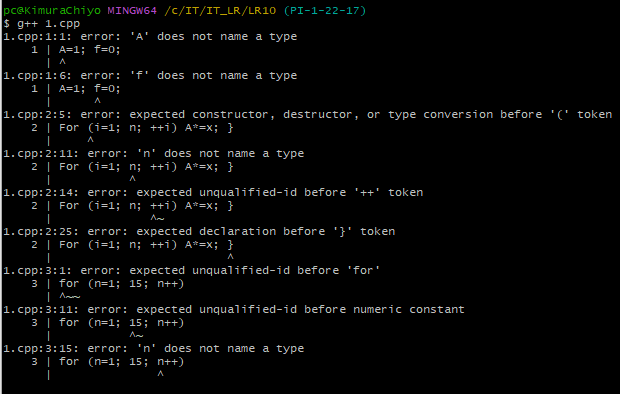 pc@KimuraChiyo MINGW64 /c/IT/IT_LR/LR10 (PI-1-22-17)
$ g++ 1.cpp
1.cpp:1:1: error: 'A' does not name a type
    1 | A=1; f=0;
      | ^
1.cpp:1:6: error: 'f' does not name a type
    1 | A=1; f=0;
      |      ^
1.cpp:2:5: error: expected constructor, destructor, or type conversion before '(' token
    2 | For (i=1; n; ++i) A*=x; }
      |     ^
1.cpp:2:11: error: 'n' does not name a type
    2 | For (i=1; n; ++i) A*=x; }
      |           ^
1.cpp:2:14: error: expected unqualified-id before '++' token
    2 | For (i=1; n; ++i) A*=x; }
      |              ^~
1.cpp:2:25: error: expected declaration before '}' token
    2 | For (i=1; n; ++i) A*=x; }
      |                         ^
1.cpp:3:1: error: expected unqualified-id before 'for'
    3 | for (n=1; 15; n++)
      | ^~~
1.cpp:3:11: error: expected unqualified-id before numeric constant
    3 | for (n=1; 15; n++)
      |           ^~
1.cpp:3:15: error: 'n' does not name a type
    3 | for (n=1; 15; n++)
      |               ^